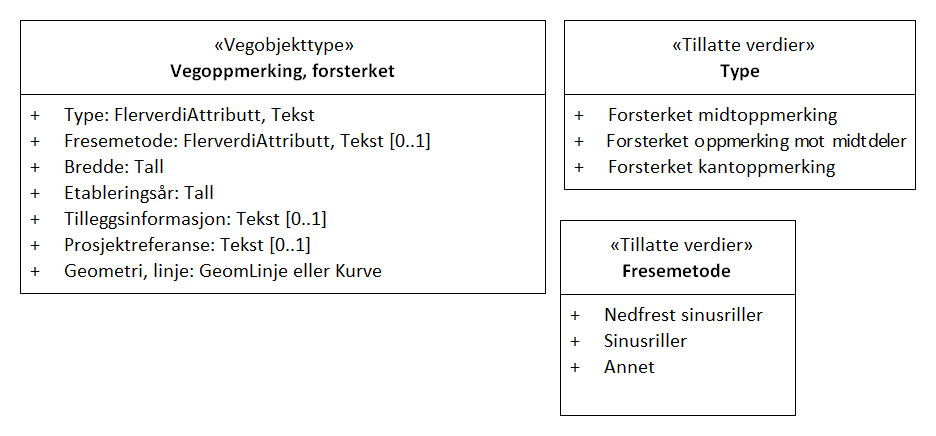 «Vegobjekttype»
Vegoppmerking, forsterket
+ Type: FlerverdiAttributt, Tekst
+ Fresemetode: FlerverdiAttributt, Tekst [0..1]
+ Bredde: Tall
+ Etableringsår: Tall
+ Tilleggsinformasjon: Tekst [0..1]
+ Prosjektreferanse: Tekst [0..1]
+ Geometri, linje: GeomLinje eller Kurve
«Tillatte verdier»
Type
+ Forsterket midtoppmerking
+ Forsterket oppmerking mot midtdeler
+ Forsterket kantoppmerking
«Tillatte verdier»
Fresemetode
+ Nedfrest sinusriller
+ Sinusriller
+ Annet